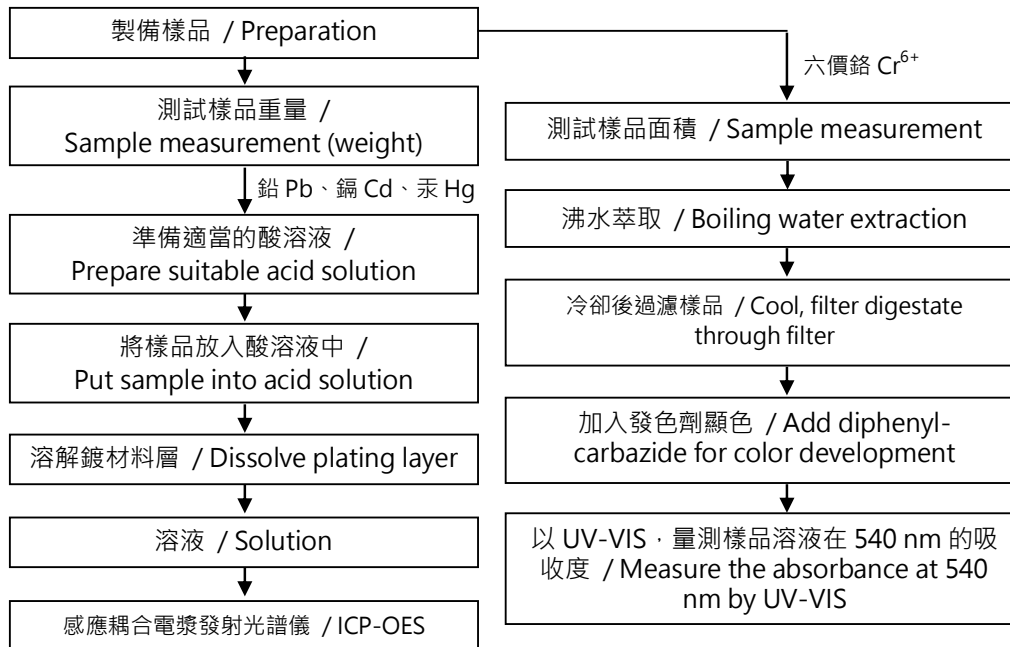 製備樣品 / Preparation
測試樣品重量 /
Sample measurement (weight)
鉛 Pb、鎘 Cd、汞 Hg
準備適當的酸溶液 /
Prepare suitable acid solution
將樣品放入酸溶液中 /
Put sample into acid solution
溶解鍍材料層 / Dissolve plating layer
溶液 / Solution
感應耦合電漿發射光譜儀 / ICP-OES
六價鉻 Cr⁶⁺
測試樣品面積 / Sample measurement
沸水萃取 / Boiling water extraction
冷卻後過濾樣品 / Cool, filter digestate
through filter
加入發色劑顯色 / Add diphenyl-
carbazide for color development
以 UV-VIS，量測樣品溶液在 540 nm 的吸
收度 / Measure the absorbance at 540
nm by UV-VIS